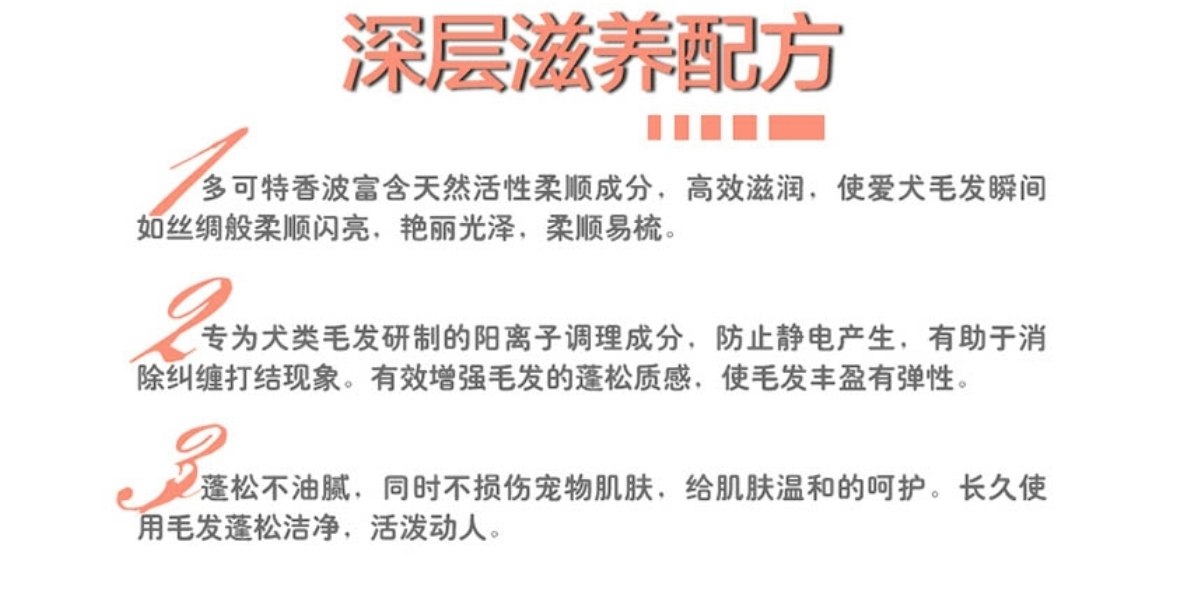 深层滋养配方
1 多可特香波富含天然活性柔顺成分，高效滋润，使爱犬毛发瞬间
如丝绸般柔顺闪亮，艳丽光泽，柔顺易梳。
2 专为犬类毛发研制的阳离子调理成分，防止静电产生，有助于消
除纠缠打结现象。有效增强毛发的蓬松质感，使毛发丰盈有弹性。
3 蓬松不油腻，同时不损伤宠物肌肤，给肌肤温和的呵护。长久使
用毛发蓬松洁净，活泼动人。